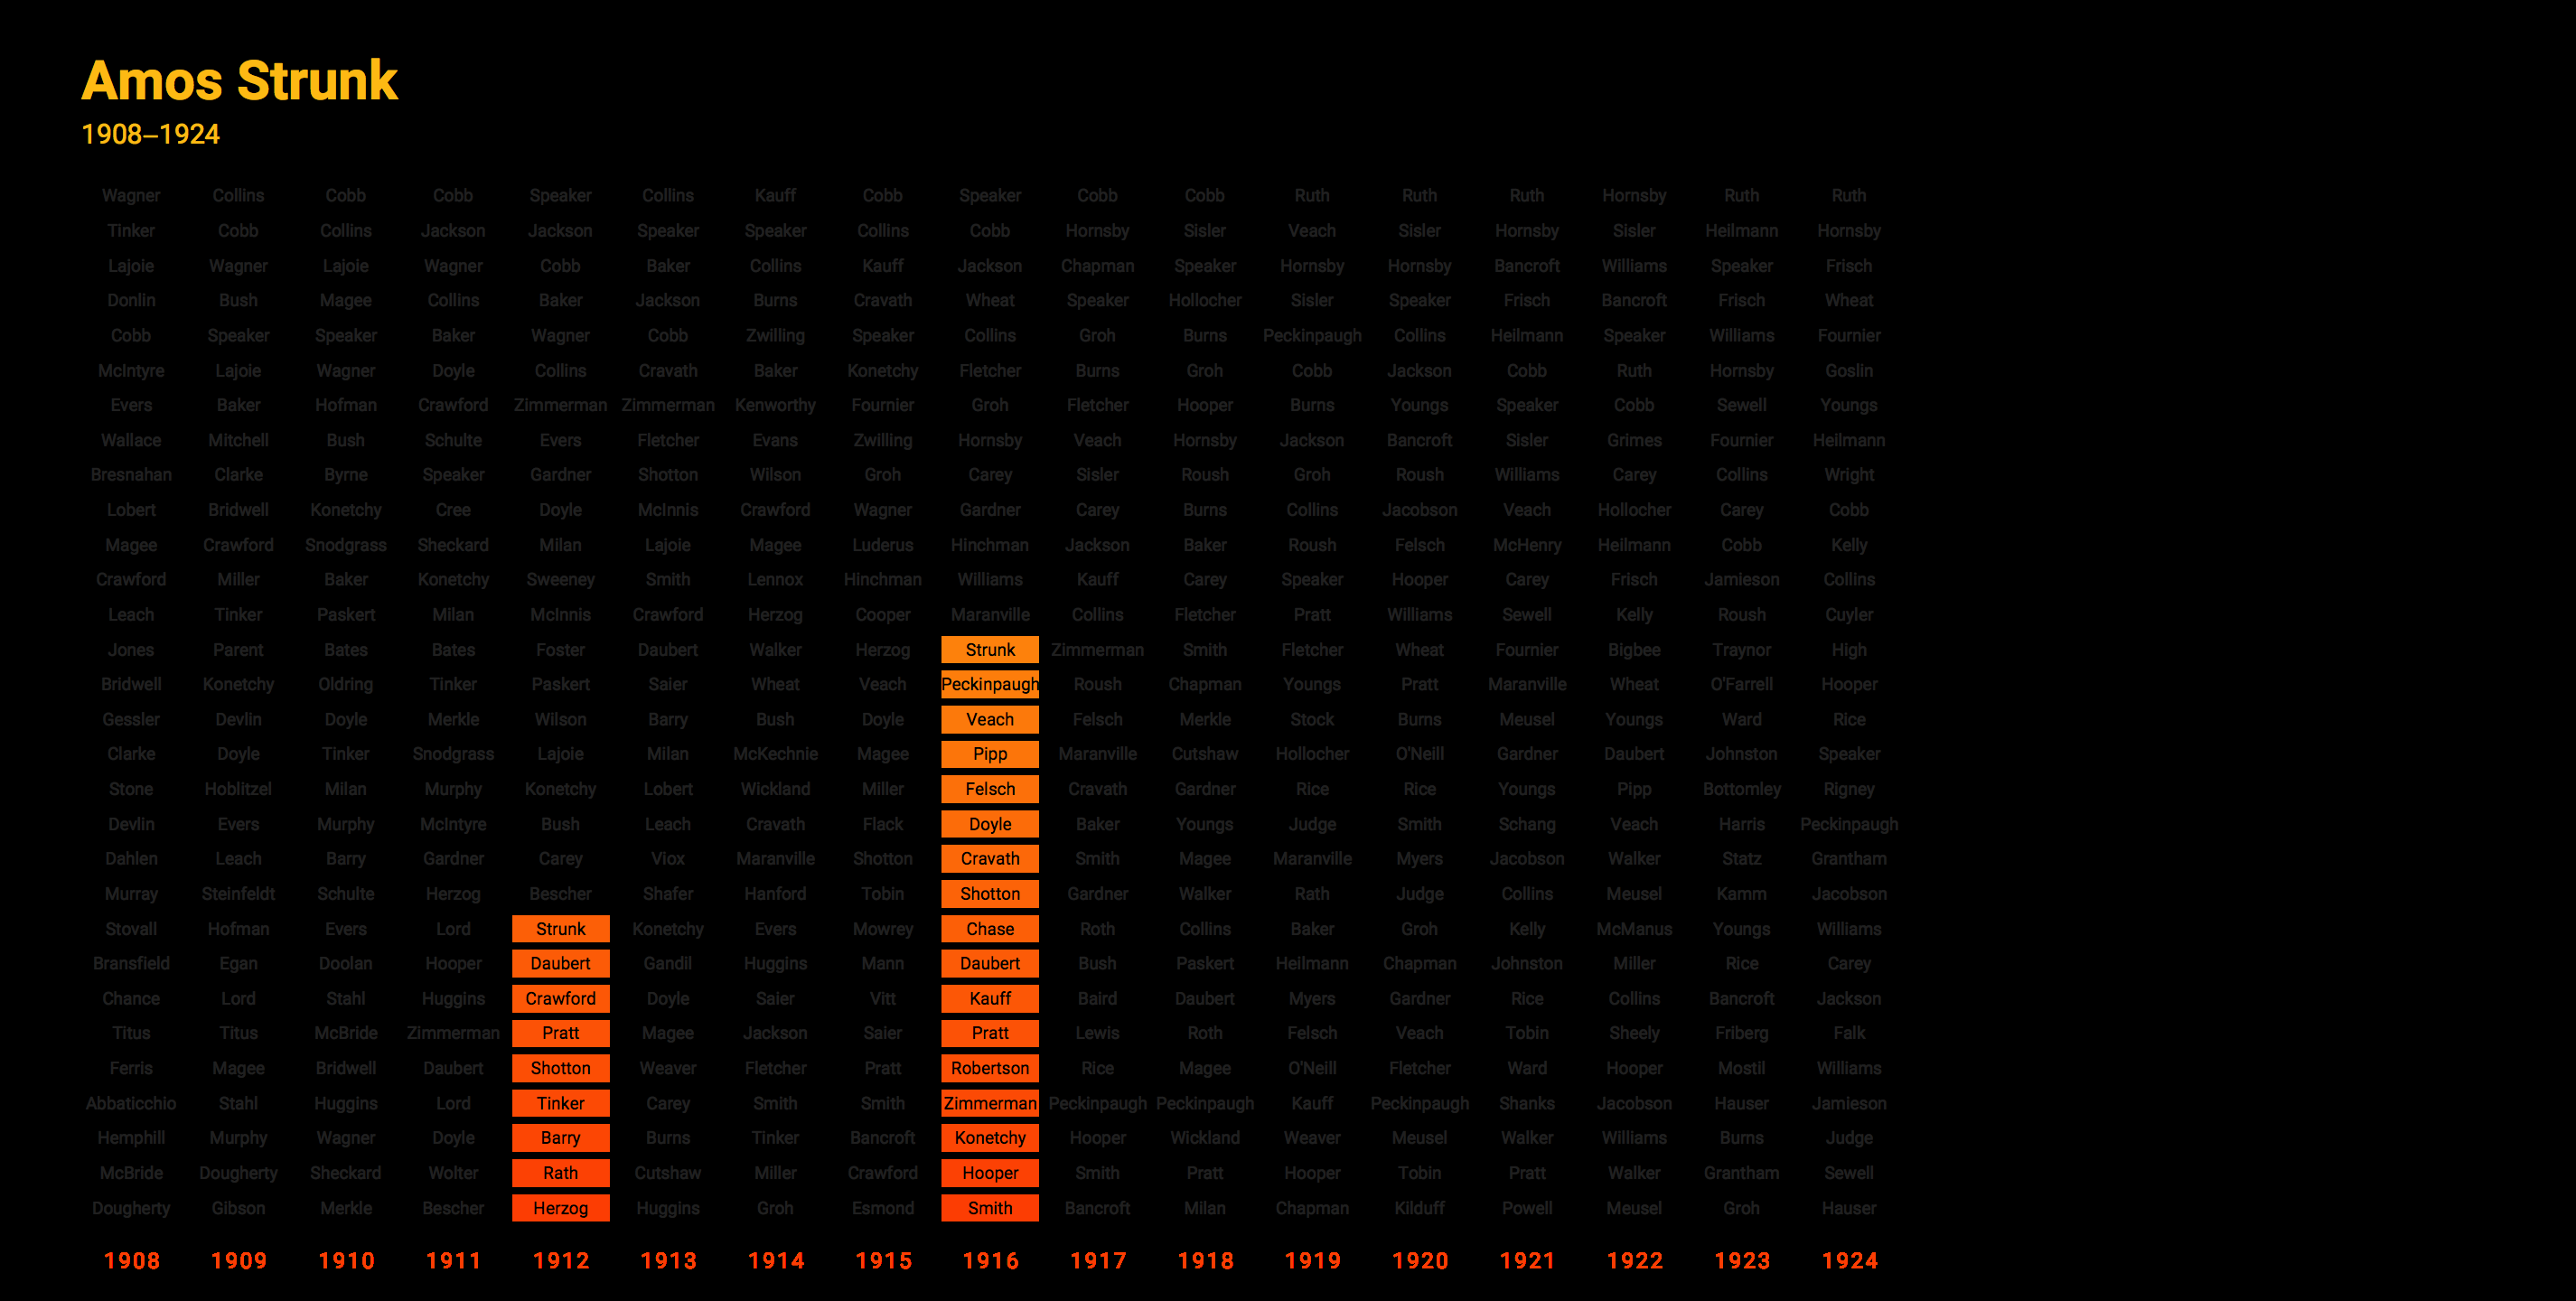 Amos Strunk
1908–1924
Wagner Collins Cobb Cobb Speaker Collins Kauff Cobb Speaker Cobb Cobb Ruth Ruth Ruth Hornsby Ruth Ruth
Tinker Cobb Collins Jackson Jackson Speaker Speaker Collins Cobb Hornsby Sisler Veach Sisler Hornsby Sisler Heilmann Hornsby
Lajoie Wagner Lajoie Wagner Cobb Baker Collins Kauff Jackson Chapman Speaker Hornsby Hornsby Bancroft Williams Speaker Frisch
Donlin Bush Magee Collins Baker Jackson Burns Cravath Wheat Speaker Hollocher Sisler Speaker Frisch Bancroft Frisch Wheat
Cobb Speaker Speaker Baker Wagner Cobb Zwilling Speaker Collins Groh Burns Peckinpaugh Collins Heilmann Speaker Williams Fournier
McIntyre Lajoie Wagner Doyle Collins Cravath Baker Konetchy Fletcher Burns Groh Cobb Jackson Cobb Ruth Hornsby Goslin
Evers Baker Hofman Crawford Zimmerman Zimmerman Kenworthy Fournier Groh Fletcher Hooper Burns Youngs Speaker Cobb Sewell Youngs
Wallace Mitchell Bush Schulte Evers Fletcher Evans Zwilling Hornsby Veach Hornsby Jackson Bancroft Sisler Grimes Fournier Heilmann
Bresnahan Clarke Byrne Speaker Gardner Shotton Wilson Groh Carey Sisler Roush Groh Roush Williams Carey Collins Wright
Lobert Bridwell Konetchy Cree Doyle McInnis Crawford Wagner Gardner Carey Burns Collins Jacobson Veach Hollocher Carey Cobb
Magee Crawford Snodgrass Sheckard Milan Lajoie Magee Luderus Hinchman Jackson Baker Roush Felsch McHenry Heilmann Cobb Kelly
Crawford Miller Baker Konetchy Sweeney Smith Lennox Hinchman Williams Kauff Carey Speaker Hooper Carey Frisch Jamieson Collins
Leach Tinker Paskert Milan McInnis Crawford Herzog Cooper Maranville Collins Fletcher Pratt Williams Sewell Kelly Roush Cuyler
Jones Parent Bates Bates Foster Daubert Walker Herzog Strunk Zimmerman Smith Fletcher Wheat Fournier Bigbee Traynor High
Bridwell Konetchy Oldring Tinker Paskert Saier Wheat Veach Peckinpaugh Roush Chapman Youngs Pratt Maranville Wheat O'Farrell Hooper
Gessler Devlin Doyle Merkle Wilson Barry Bush Doyle Veach Felsch Merkle Stock Burns Meusel Youngs Ward Rice
Clarke Doyle Tinker Snodgrass Lajoie Milan McKechnie Magee Pipp Maranville Cutshaw Hollocher O'Neill Gardner Daubert Johnston Speaker
Stone Hoblitzel Milan Murphy Konetchy Lobert Wickland Miller Felsch Cravath Gardner Rice Rice Youngs Pipp Bottomley Rigney
Devlin Evers Murphy McIntyre Bush Leach Cravath Flack Doyle Baker Youngs Judge Smith Schang Veach Harris Peckinpaugh
Dahlen Leach Barry Gardner Carey Viox Maranville Shotton Cravath Smith Magee Maranville Myers Jacobson Walker Statz Grantham
Murray Steinfeldt Schulte Herzog Bescher Shafer Hanford Tobin Shotton Gardner Walker Rath Judge Collins Meusel Kamm Jacobson
Stovall Hofman Evers Lord Strunk Konetchy Evers Mowrey Chase Roth Collins Baker Groh Kelly McManus Youngs Williams
Bransfield Egan Doolan Hooper Daubert Gandil Huggins Mann Daubert Bush Paskert Heilmann Chapman Johnston Miller Rice Carey
Chance Lord Stahl Huggins Crawford Doyle Saier Vitt Kauff Baird Daubert Myers Gardner Rice Collins Bancroft Jackson
Titus Titus McBride Zimmerman Pratt Magee Jackson Saier Pratt Lewis Roth Felsch Veach Tobin Sheely Friberg Falk
Ferris Magee Bridwell Daubert Shotton Weaver Fletcher Pratt Robertson Rice Magee O'Neill Fletcher Ward Hooper Mostil Williams
Abbaticchio Stahl Huggins Lord Tinker Carey Smith Smith Zimmerman Peckinpaugh Peckinpaugh Kauff Peckinpaugh Shanks Jacobson Hauser Jamieson
Hemphill Murphy Wagner Doyle Barry Burns Tinker Bancroft Konetchy Hooper Wickland Weaver Meusel Walker Williams Burns Judge
McBride Dougherty Sheckard Wolter Rath Cutshaw Miller Crawford Hooper Smith Pratt Hooper Tobin Pratt Walker Grantham Sewell
Dougherty Gibson Merkle Bescher Herzog Huggins Groh Esmond Smith Bancroft Milan Chapman Kilduff Powell Meusel Groh Hauser
1908 1909 1910 1911 1912 1913 1914 1915 1916 1917 1918 1919 1920 1921 1922 1923 1924